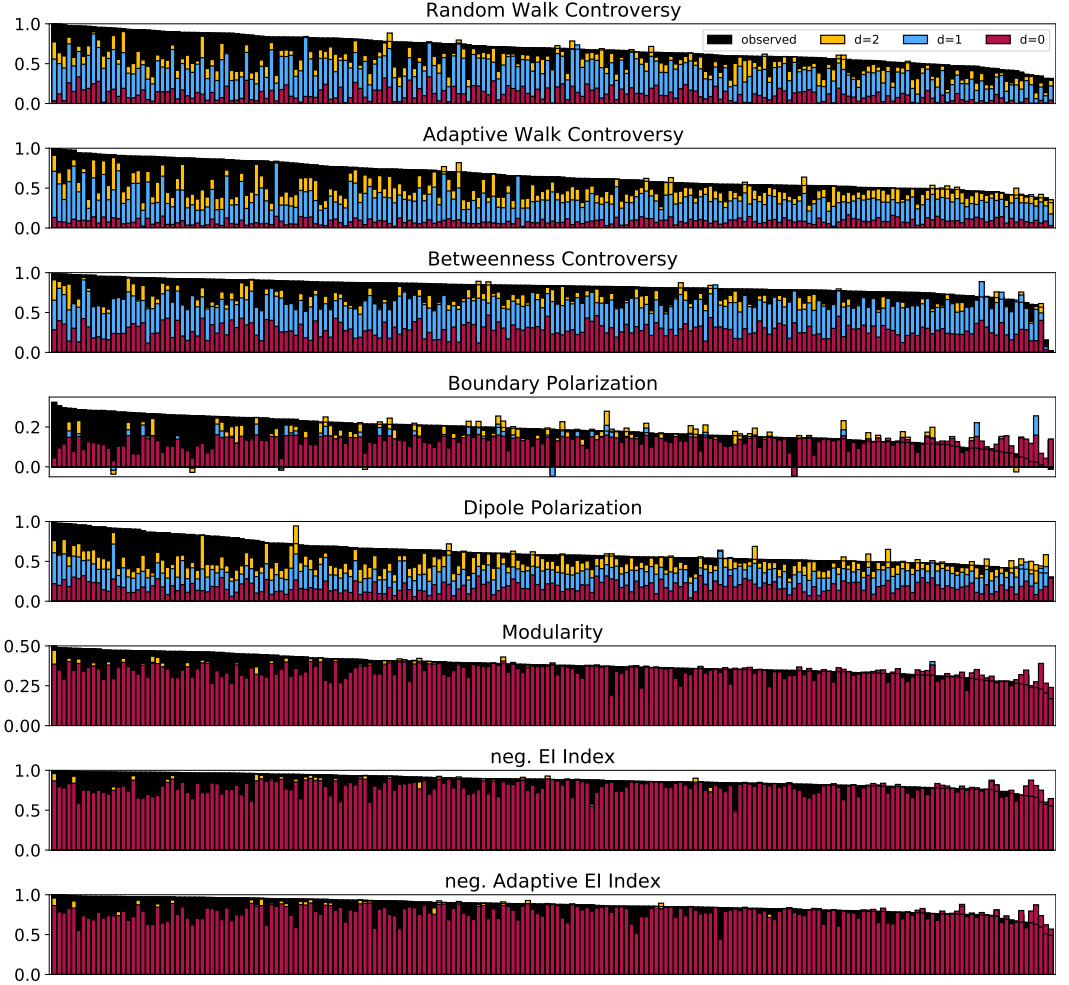 Random Walk Controversy
1.0
0.5
0.0
observed d=2 d=1 d=0
Adaptive Walk Controversy
1.0
0.5
0.0
Betweenness Controversy
1.0
0.5
0.0
Boundary Polarization
0.2
0.0
Dipole Polarization
1.0
0.5
0.0
Modularity
0.50
0.25
0.00
neg. EI Index
1.0
0.5
0.0
neg. Adaptive EI Index
1.0
0.5
0.0